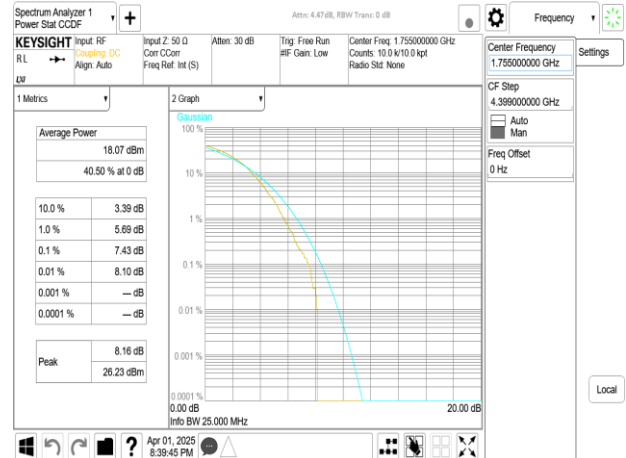 Spectrum Analyzer 1
Power Stat CCDF
Attn: 4.47dB, RBW Tranc: 0 dB
Frequency
KEYSIGHT
RL
Input: RF
Coupling: DC
Align: Auto
Input Z: 50 Ω
Corr CCorr
Freq Ref: Int (S)
Atten: 30 dB
Trig: Free Run
#IF Gain: Low
Center Freq: 1.755000000 GHz
Counts: 10.0 k/10.0 kpt
Radio Std: None
Center Frequency
1.755000000 GHz
Settings
CF Step
4.399000000 GHz
Auto
Man
Freq Offset
0 Hz
1 Metrics
Average Power
18.07 dBm
40.50 % at 0 dB
10.0 % 3.39 dB
1.0 % 5.69 dB
0.1 % 7.43 dB
0.01 % 8.10 dB
0.001 % --- dB
0.0001 % --- dB
Peak
8.16 dB
26.23 dBm
2 Graph
Gaussian
100 %
10 %
1 %
0.1 %
0.01 %
0.001 %
0.0001 %
0.00 dB 20.00 dB
Info BW 25.000 MHz
Local
?
Apr 01, 2025
8:39:45 PM